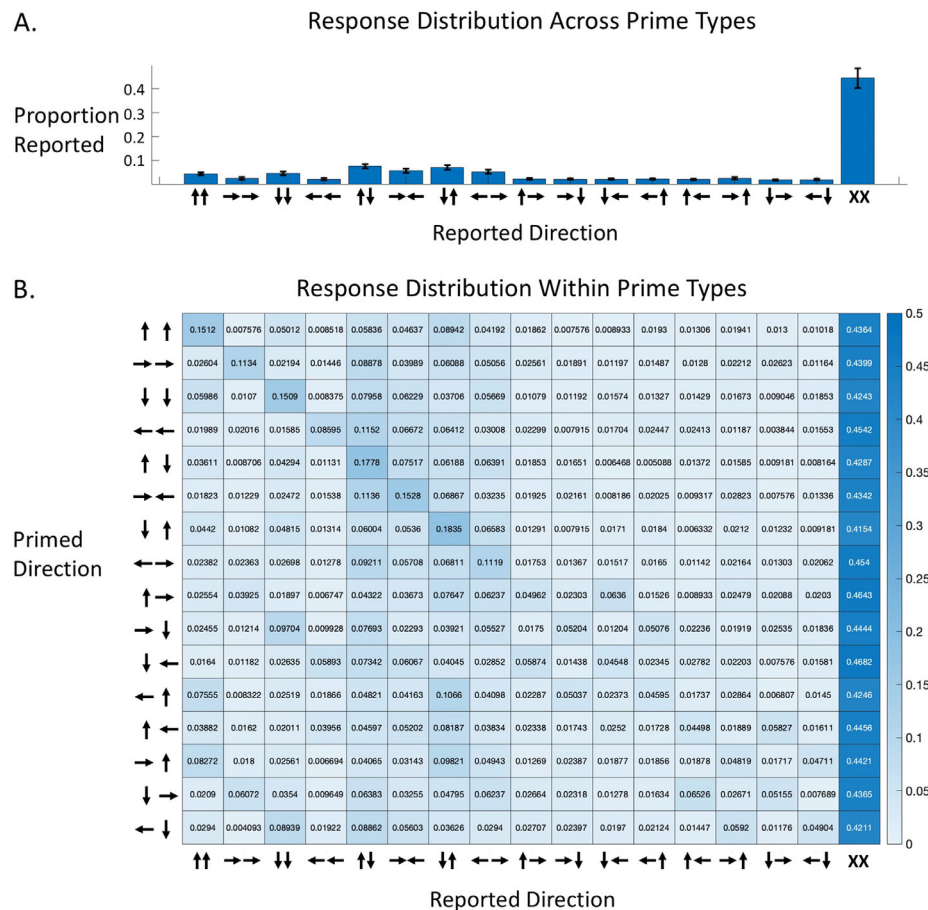 A.
Response Distribution Across Prime Types
Proportion
Reported
0.4
0.3
0.2
0.1
↑↑ →→ ↓↓ ←← ↑↓ →← ↓↑ ←→ ↑→ →↓ ↓← ←↑ ↑← →↑ ↓→ ←↓ XX
Reported Direction
B.
Response Distribution Within Prime Types
Primed
Direction
↑ ↑ 0.1512 0.007576 0.05012 0.008518 0.05836 0.04637 0.08942 0.04192 0.01862 0.007576 0.008933 0.0193 0.01306 0.01941 0.013 0.01018 0.4364
→→ 0.02604 0.1134 0.02194 0.01446 0.08878 0.03989 0.06088 0.05056 0.02561 0.01891 0.01197 0.01487 0.0128 0.02212 0.02623 0.01164 0.4399
↓ ↓ 0.05986 0.0107 0.1509 0.008375 0.07958 0.06229 0.03706 0.05669 0.01079 0.01192 0.01574 0.01327 0.01429 0.01673 0.009046 0.01853 0.4243
←← 0.01989 0.02016 0.01585 0.08595 0.1152 0.06672 0.06412 0.03008 0.02299 0.007915 0.01704 0.02447 0.02413 0.01187 0.003844 0.01553 0.4542
↑ ↓ 0.03611 0.008706 0.04294 0.01131 0.1778 0.07517 0.06188 0.06391 0.01853 0.01651 0.006468 0.005088 0.01372 0.01585 0.009181 0.008164 0.4287
→← 0.01823 0.01229 0.02472 0.01538 0.1136 0.1528 0.06867 0.03235 0.01925 0.02161 0.008186 0.02025 0.009317 0.02823 0.007576 0.01336 0.4342
↓ ↑ 0.0442 0.01082 0.04815 0.01314 0.06004 0.0536 0.1835 0.06583 0.01291 0.007915 0.0171 0.0184 0.006332 0.0212 0.01232 0.009181 0.4154
←→ 0.02382 0.02363 0.02698 0.01278 0.09211 0.05708 0.06811 0.1119 0.01753 0.01367 0.01517 0.0165 0.01142 0.02164 0.01303 0.02062 0.454
↑→ 0.02554 0.03925 0.01897 0.006747 0.04322 0.03673 0.07647 0.06237 0.04962 0.02303 0.0636 0.01526 0.008933 0.02479 0.02088 0.0203 0.4643
→↓ 0.02455 0.01214 0.09704 0.009928 0.07693 0.02293 0.03921 0.05527 0.0175 0.05204 0.01204 0.05076 0.02236 0.01919 0.02535 0.01836 0.4444
↓← 0.0164 0.01182 0.02635 0.05893 0.07342 0.06067 0.04045 0.02852 0.05874 0.01438 0.04548 0.02345 0.02782 0.02203 0.007576 0.01581 0.4682
←↑ 0.07555 0.008322 0.02519 0.01866 0.04821 0.04163 0.1066 0.04098 0.02287 0.05037 0.02373 0.04595 0.01737 0.02864 0.006807 0.0145 0.4246
↑← 0.03882 0.0162 0.02011 0.03956 0.04597 0.05202 0.08187 0.03834 0.02338 0.01743 0.0252 0.01728 0.04498 0.01889 0.05827 0.01611 0.4456
→↑ 0.08272 0.018 0.02561 0.006694 0.04065 0.03143 0.09821 0.04943 0.01269 0.02387 0.01877 0.01856 0.01878 0.04819 0.01717 0.04711 0.4421
↓→ 0.0209 0.06072 0.0354 0.009649 0.06383 0.03255 0.04795 0.06237 0.02664 0.02318 0.01278 0.01634 0.06526 0.02671 0.05155 0.007689 0.4365
←↓ 0.0294 0.004093 0.08939 0.01922 0.08862 0.05603 0.03626 0.0294 0.02707 0.02397 0.0197 0.02124 0.01447 0.0592 0.01176 0.04904 0.4211
0.5
0.45
0.4
0.35
0.3
0.25
0.2
0.15
0.1
0.05
0
↑↑ →→ ↓↓ ←← ↑↓ →← ↓↑ ←→ ↑→ →↓ ↓← ←↑ ↑← →↑ ↓→ ←↓ XX
Reported Direction